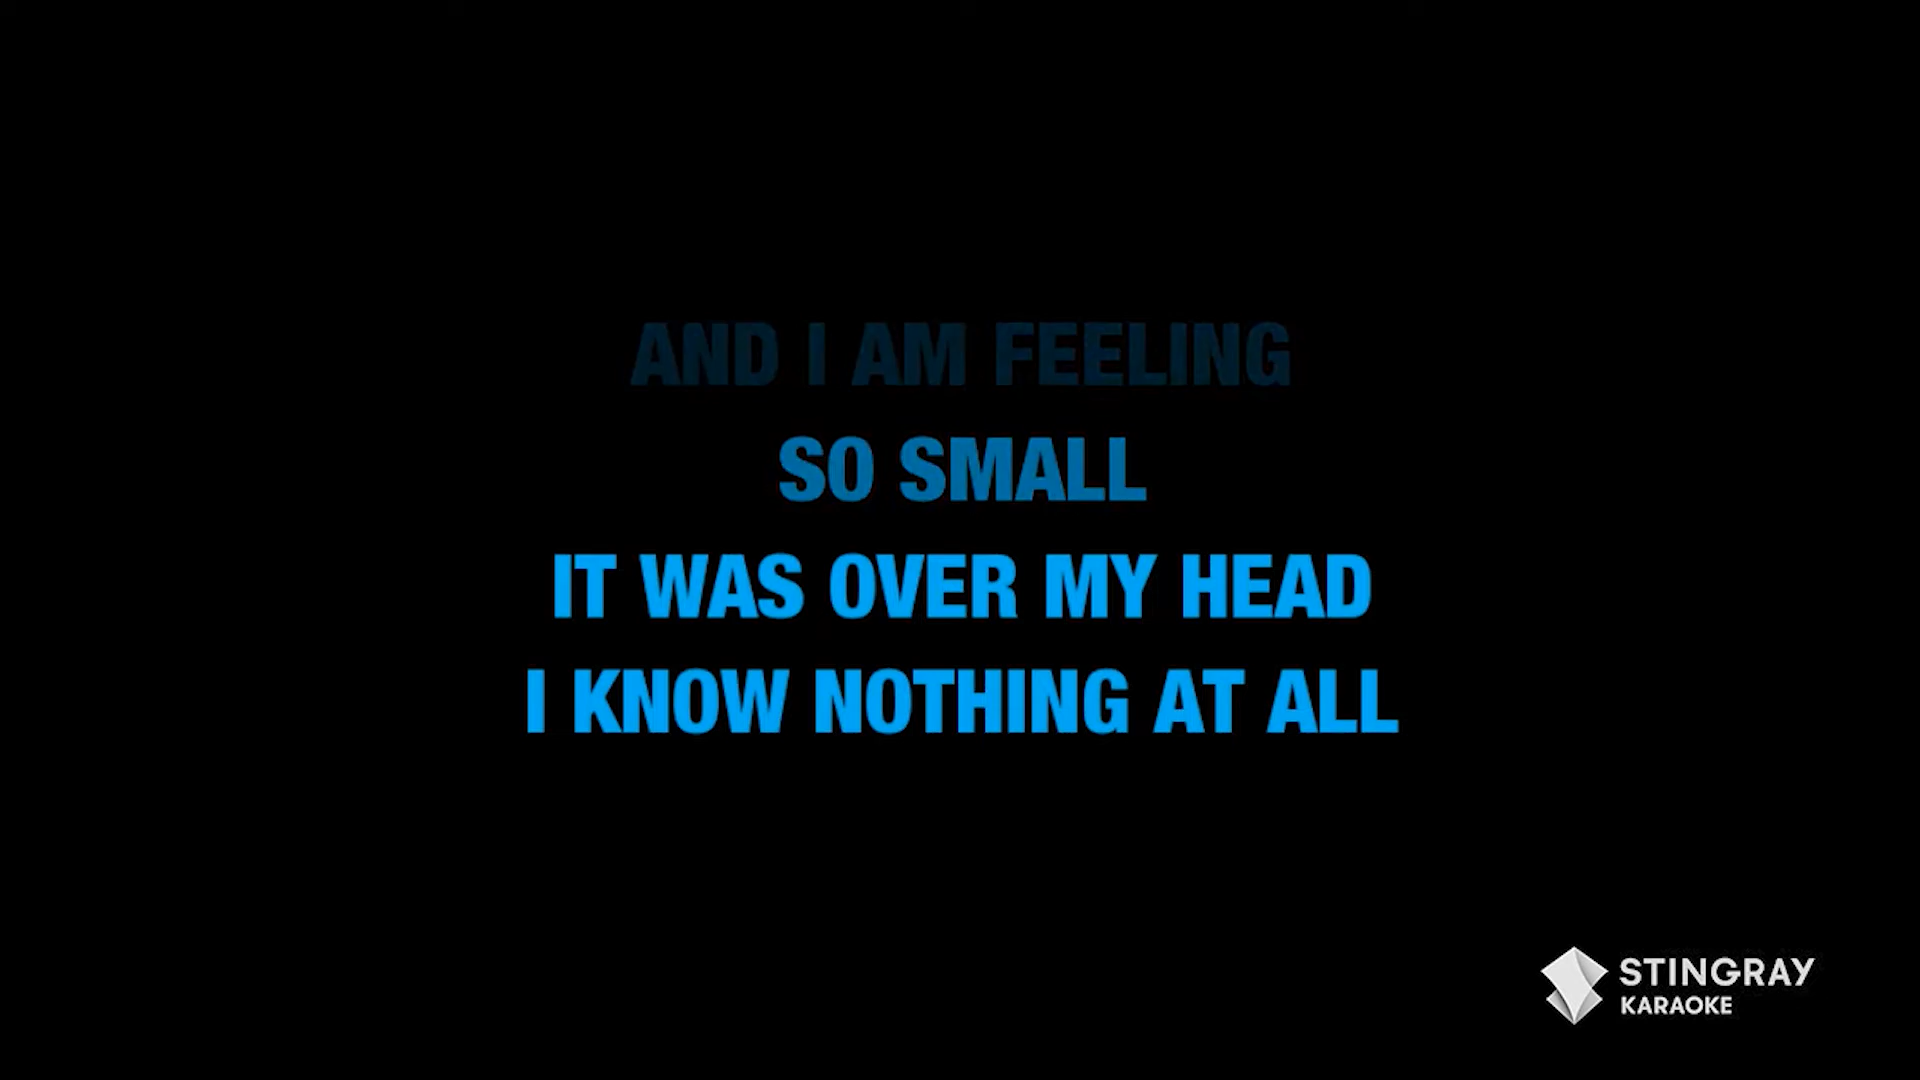 AND I AM FEELING
SO SMALL
IT WAS OVER MY HEAD
I KNOW NOTHING AT ALL
STINGRAY
KARAOKE